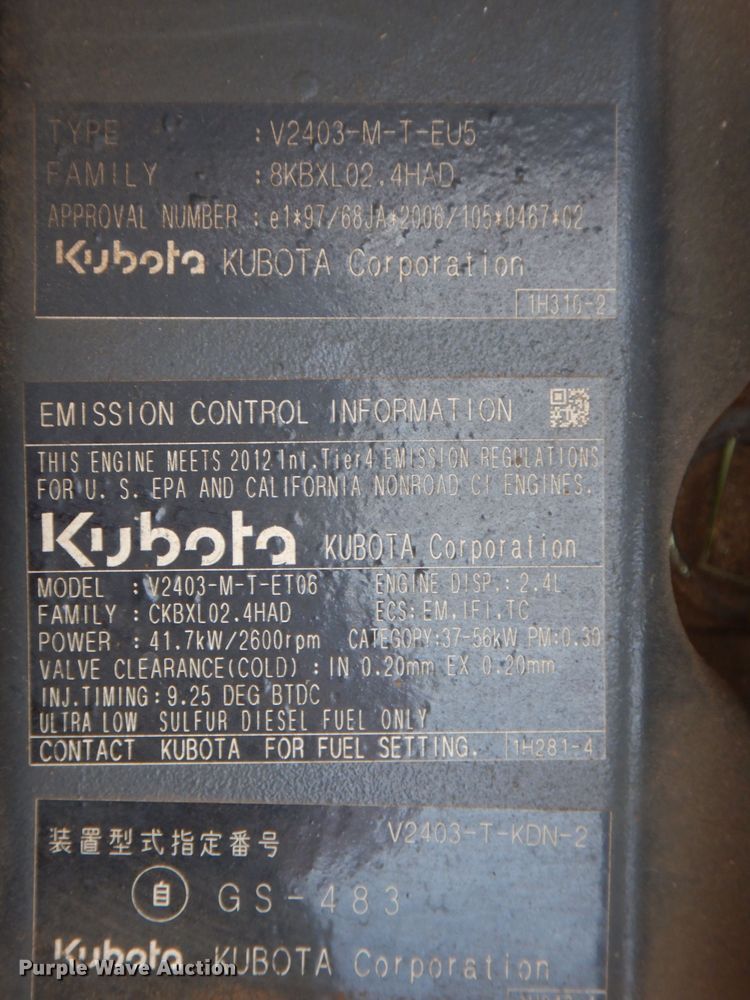 TYPE : V2403-M-T-EU5
FAMILY : 8KBXL02.4HAD
APPROVAL NUMBER : e1*97/68JA*2006/105*0467*02
Kubota KUBOTA Corporation
1H310-2
EMISSION CONTROL INFORMATION
THIS ENGINE MEETS 2012 Int.Tier4 EMISSION REGULATIONS
FOR U. S. EPA AND CALIFORNIA NONROAD CI ENGINES.
Kubota KUBOTA Corporation
MODEL : V2403-M-T-ET06 ENGINE DISP.: 2.4L
FAMILY : CKBXL02.4HAD ECS: EM, IFI, TC
POWER : 41.7kW/2600rpm CATEGORY:37-56kW PM:0.30
VALVE CLEARANCE(COLD) : IN 0.20mm EX 0.20mm
INJ.TIMING: 9.25 DEG BTDC
ULTRA LOW SULFUR DIESEL FUEL ONLY
CONTACT KUBOTA FOR FUEL SETTING. 1H281-4
装置型式指定番号 V2403-T-KDN-2
自 GS-483
Kubota KUBOTA Corporation
Purple Wave Auction